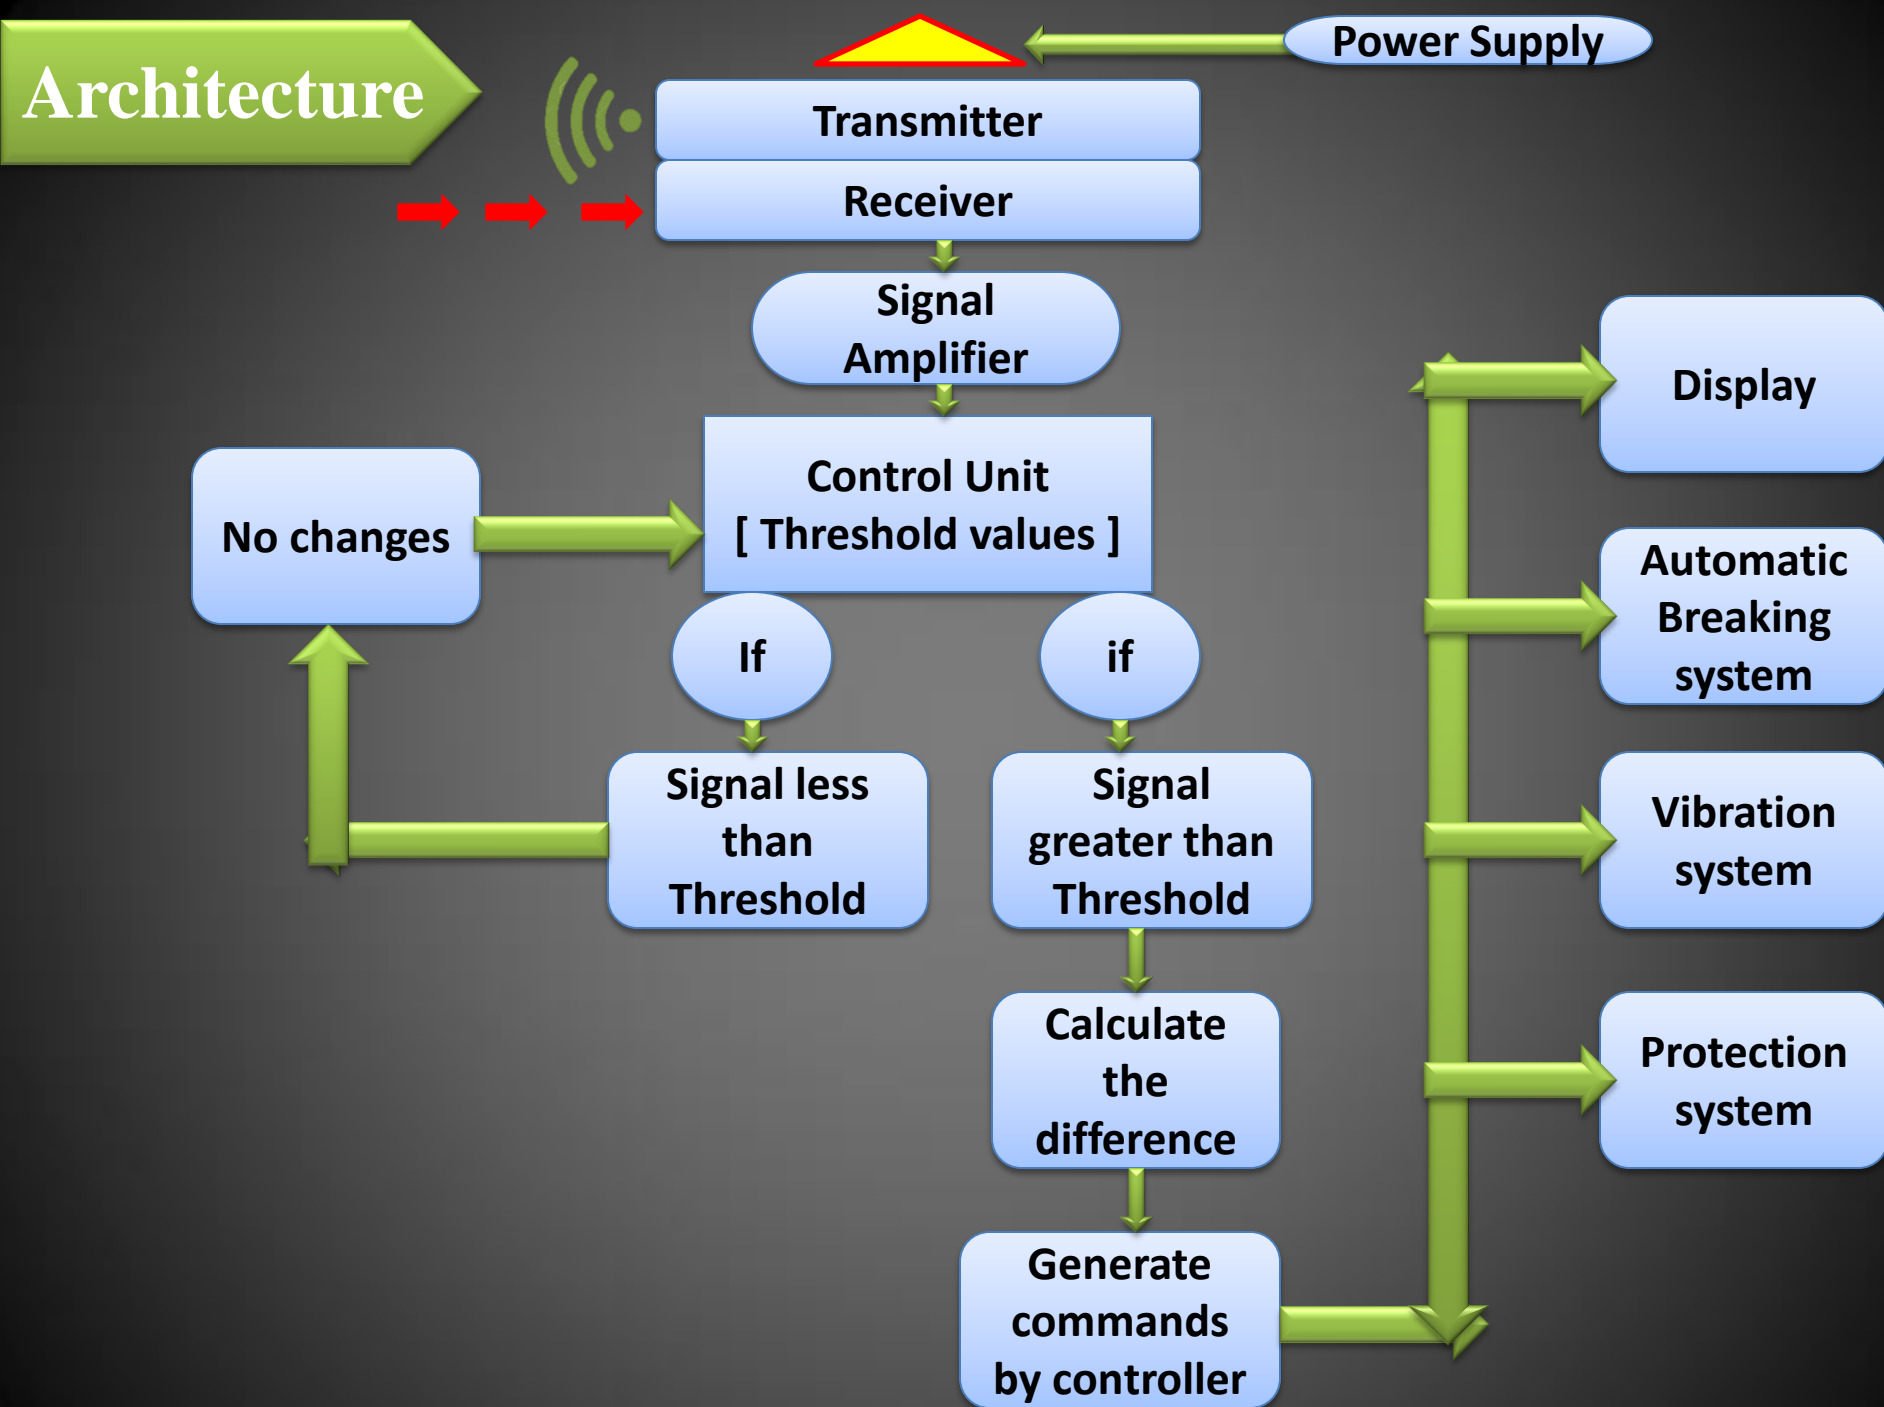 Architecture
Power Supply
Transmitter
Receiver
Signal
Amplifier
Control Unit
[ Threshold values ]
No changes
If
if
Signal less
than
Threshold
Signal
greater than
Threshold
Calculate
the
difference
Generate
commands
by controller
Display
Automatic
Breaking
system
Vibration
system
Protection
system